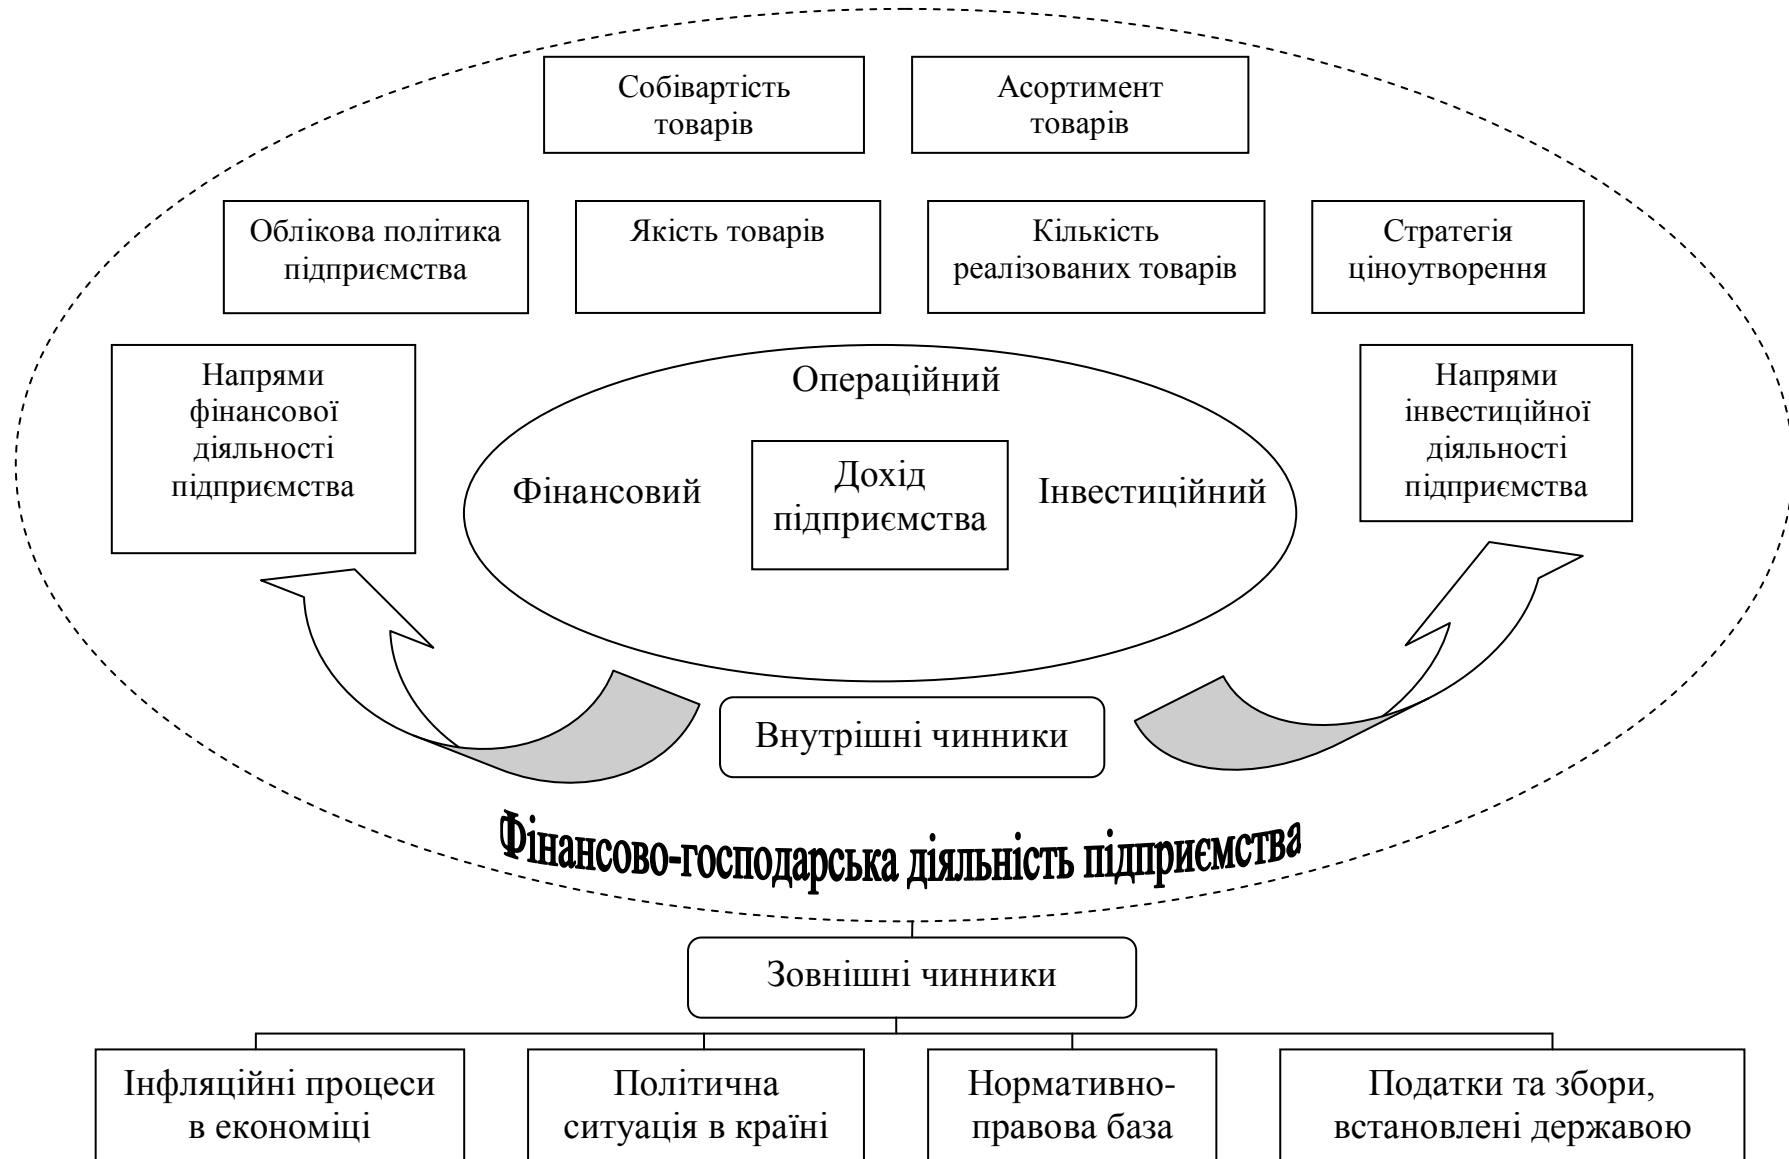 Собівартість
товарів
Асортимент
товарів
Облікова політика
підприємства
Якість товарів
Кількість
реалізованих товарів
Стратегія
ціноутворення
Напрями
фінансової
діяльності
підприємства
Операційний
Фінансовий
Дохід
підприємства
Інвестиційний
Напрями
інвестиційної
діяльності
підприємства
Внутрішні чинники
Фінансово-господарська діяльність підприємства
Зовнішні чинники
Інфляційні процеси
в економіці
Політична
ситуація в країні
Нормативно-
правова база
Податки та збори,
встановлені державою